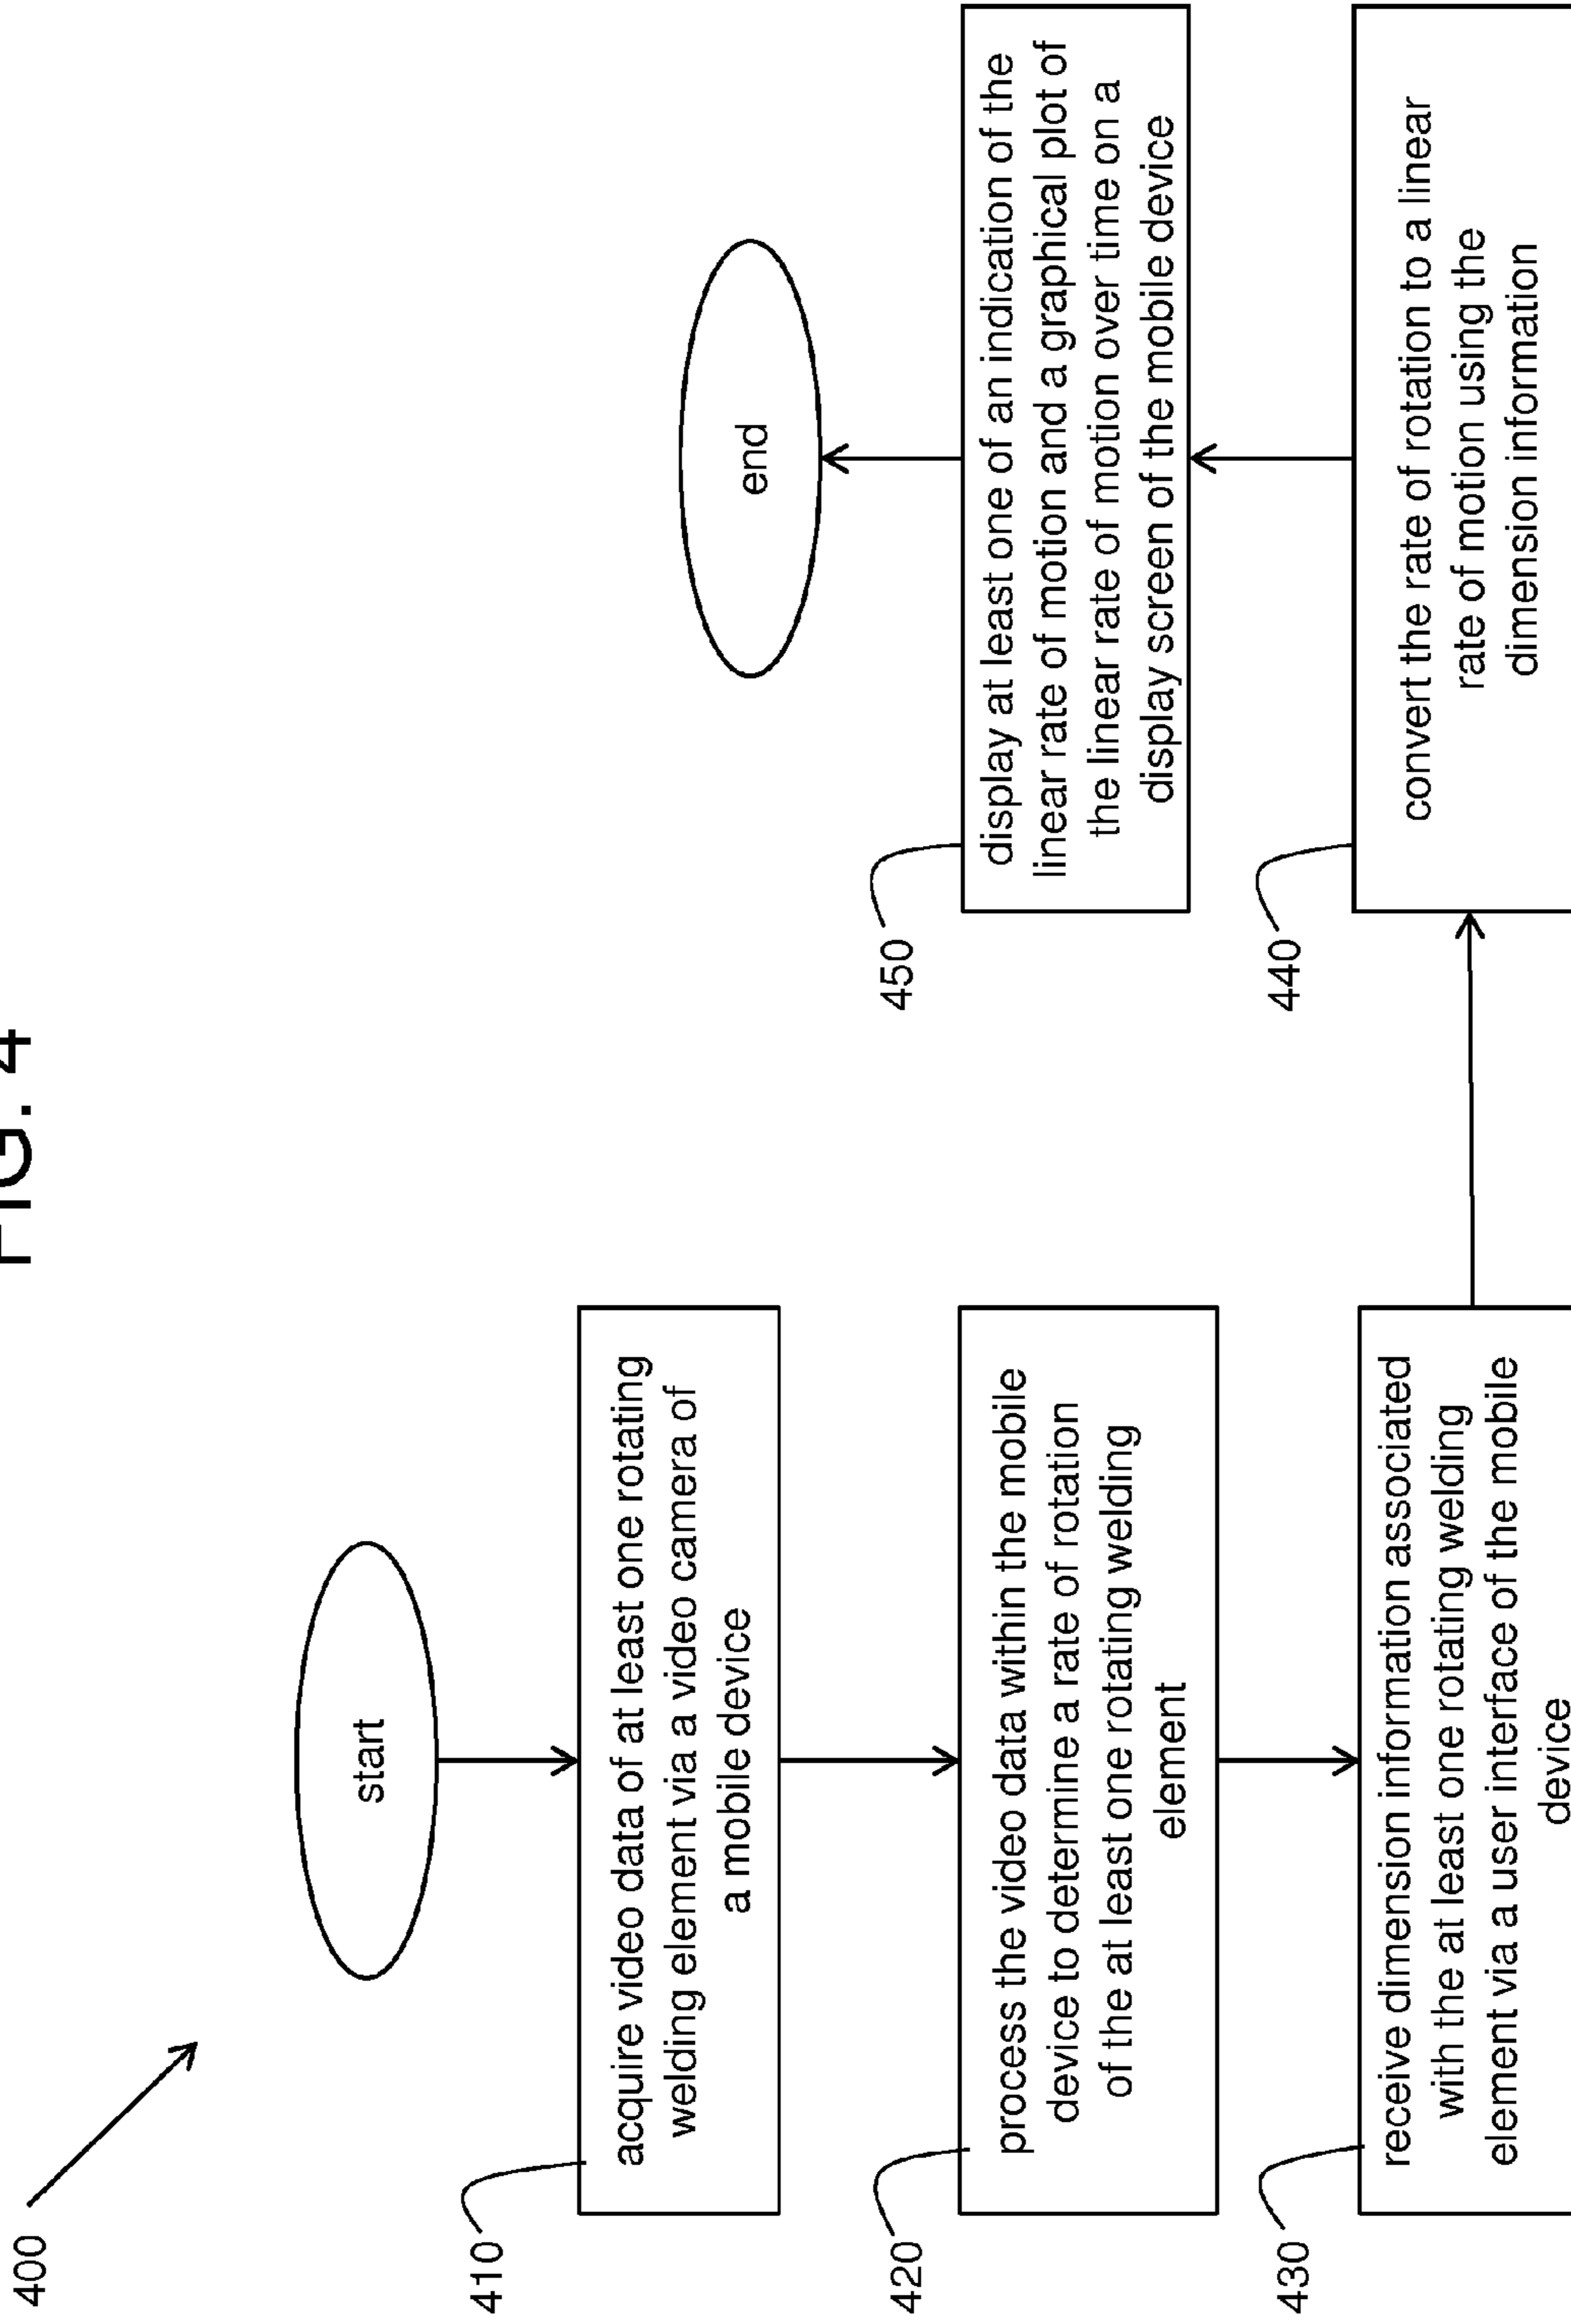 FIG. 4
400
start
410
acquire video data of at least one rotating
welding element via a video camera of
a mobile device
420
process the video data within the mobile
device to determine a rate of rotation
of the at least one rotating welding
element
430
receive dimension information associated
with the at least one rotating welding
element via a user interface of the mobile
device
440
convert the rate of rotation to a linear
rate of motion using the
dimension information
450
display at least one of an indication of the
linear rate of motion and a graphical plot of
the linear rate of motion over time on a
display screen of the mobile device
end